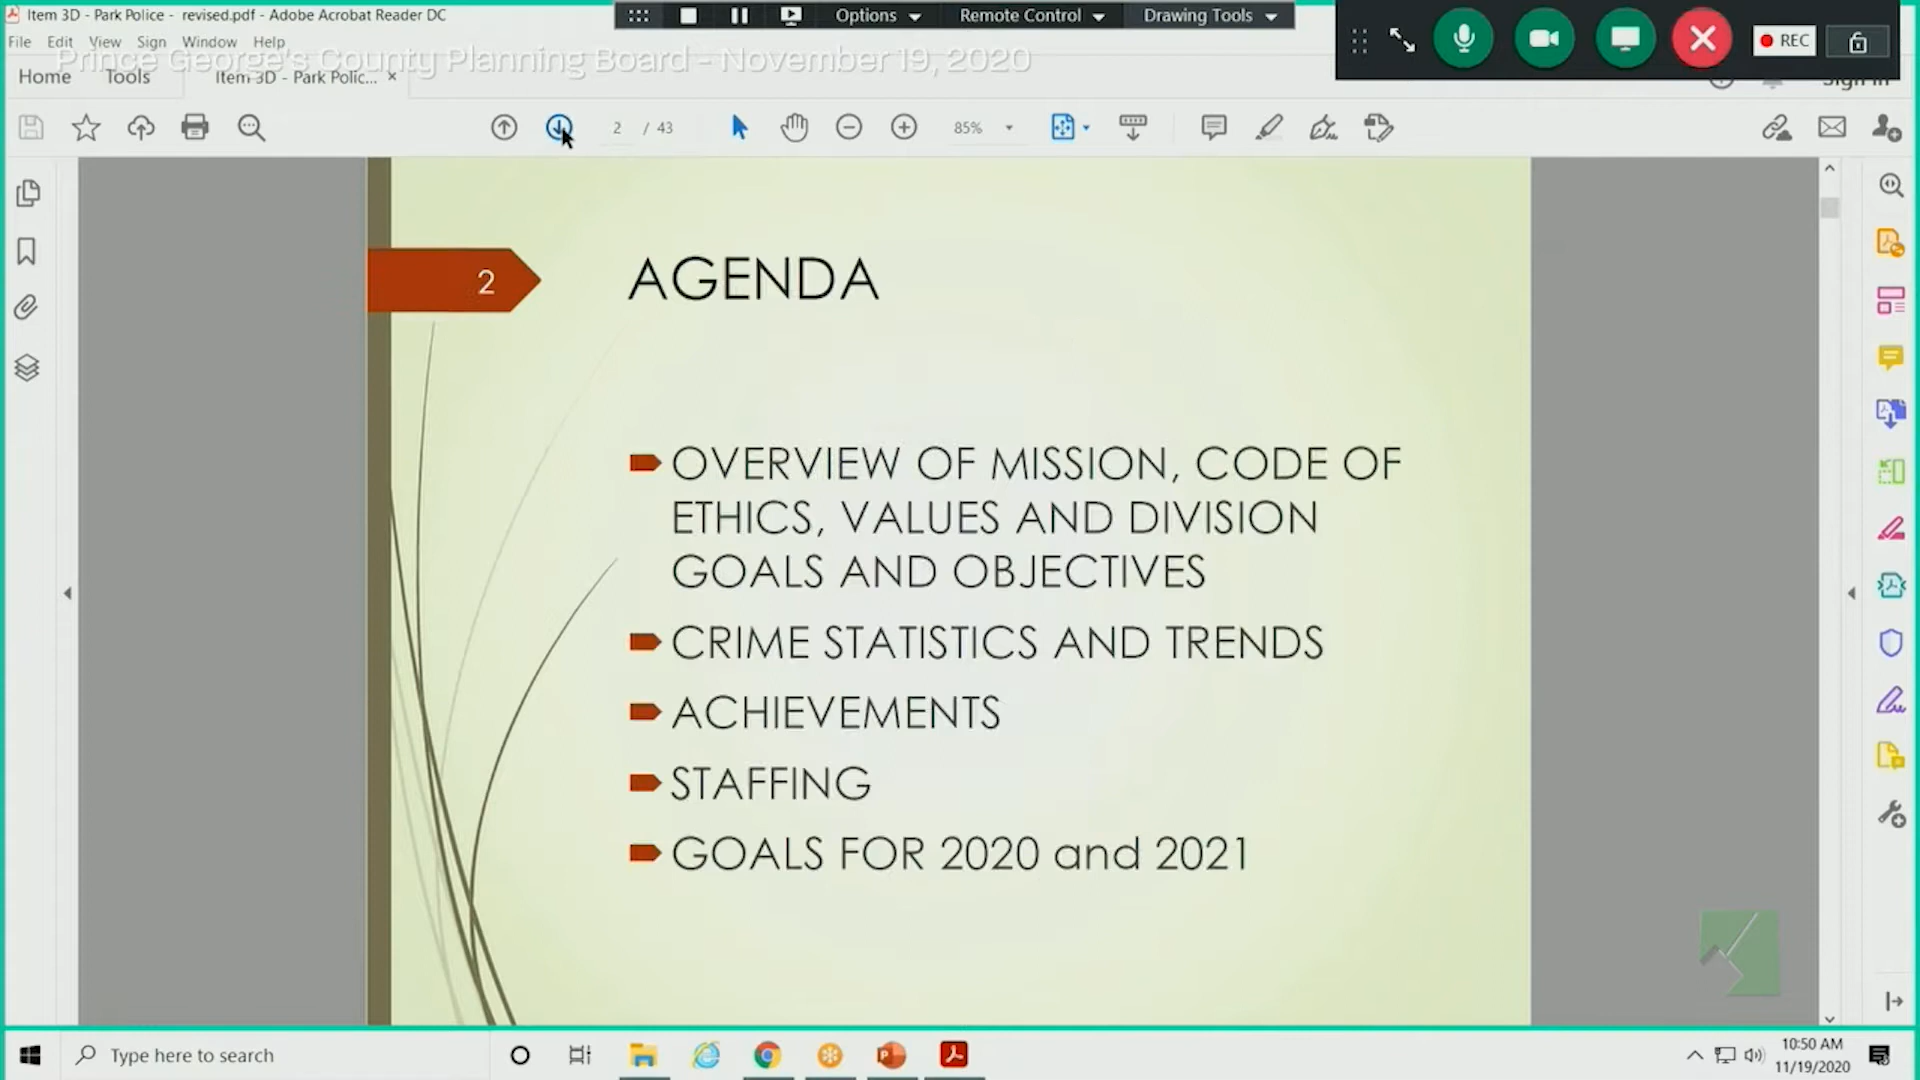 Item 3D - Park Police - revised.pdf - Adobe Acrobat Reader DC
Options
Remote Control
Drawing Tools
REC
File Edit View Sign Window Help
Prince George's County Planning Board - November 19, 2020
Home Tools Item 3D - Park Polic... ×
Sign In
2 / 43
85%
2
AGENDA
OVERVIEW OF MISSION, CODE OF
ETHICS, VALUES AND DIVISION
GOALS AND OBJECTIVES
CRIME STATISTICS AND TRENDS
ACHIEVEMENTS
STAFFING
GOALS FOR 2020 and 2021
Type here to search
10:50 AM
11/19/2020